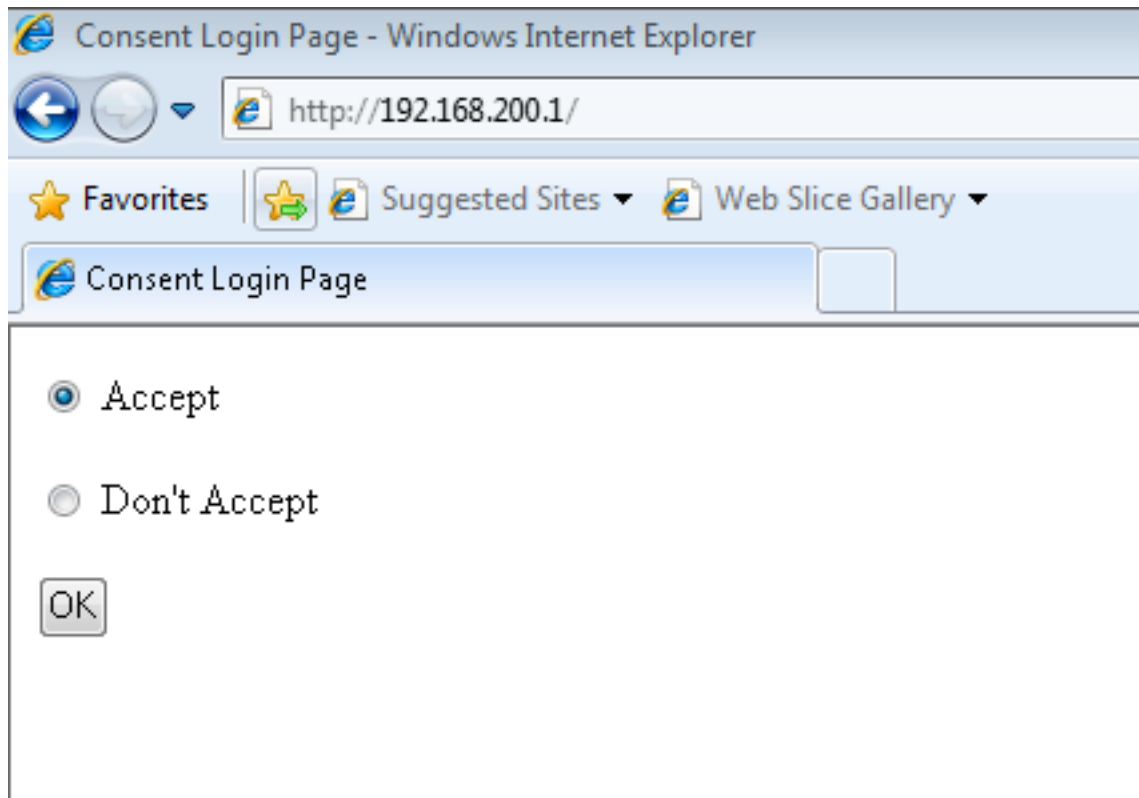 Consent Login Page - Windows Internet Explorer
http://192.168.200.1/
Favorites Suggested Sites Web Slice Gallery
Consent Login Page
Accept
Don't Accept
OK